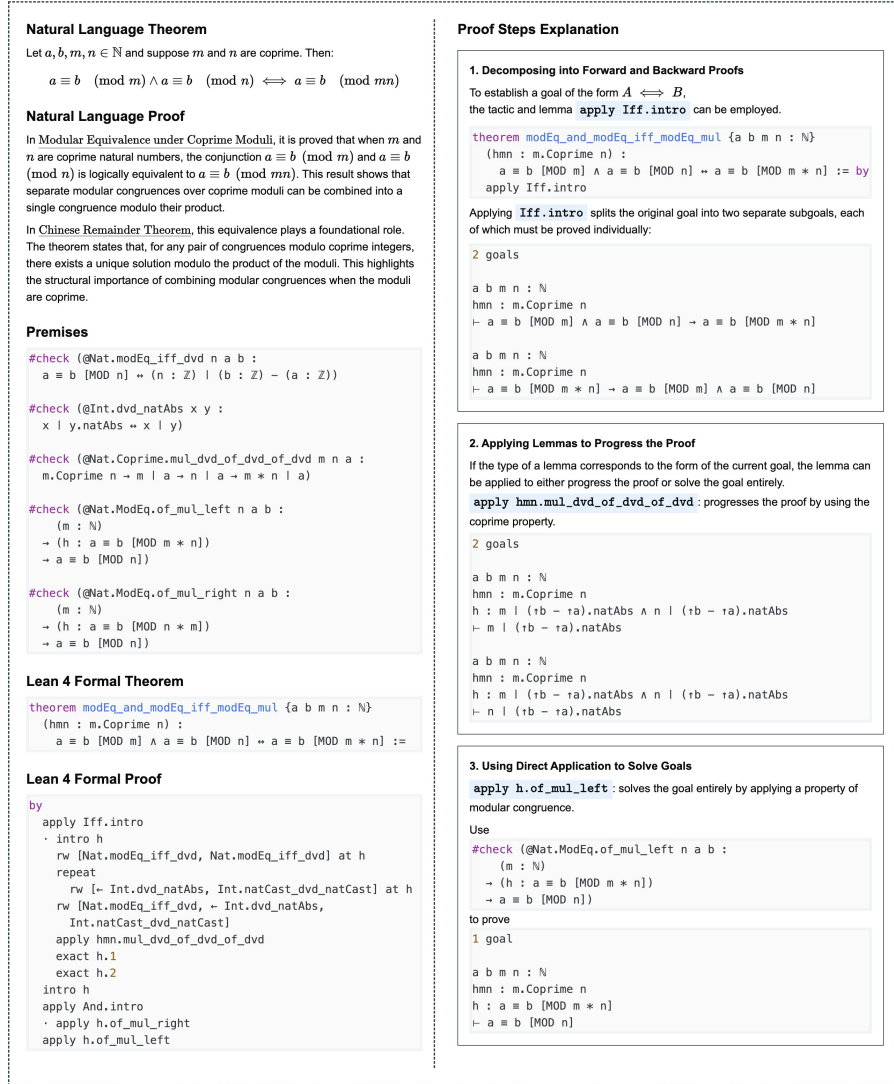 Natural Language Theorem
Let a, b, m, n ∈ ℕ and suppose m and n are coprime. Then:
a ≡ b (mod m) ∧ a ≡ b (mod n) ⟺ a ≡ b (mod mn)
Natural Language Proof
In Modular Equivalence under Coprime Moduli, it is proved that when m and
n are coprime natural numbers, the conjunction a ≡ b (mod m) and a ≡ b
(mod n) is logically equivalent to a ≡ b (mod mn). This result shows that
separate modular congruences over coprime moduli can be combined into a
single congruence modulo their product.
In Chinese Remainder Theorem, this equivalence plays a foundational role.
The theorem states that, for any pair of congruences modulo coprime integers,
there exists a unique solution modulo the product of the moduli. This highlights
the structural importance of combining modular congruences when the moduli
are coprime.
Premises
#check (@Nat.modEq_iff_dvd n a b :
  a ≡ b [MOD n] ↔ (n : ℤ) ∣ (b : ℤ) − (a : ℤ))
#check (@Int.dvd_natAbs x y :
  x ∣ y.natAbs ↔ x ∣ y)
#check (@Nat.Coprime.mul_dvd_of_dvd_of_dvd m n a :
  m.Coprime n → m ∣ a → n ∣ a → m * n ∣ a)
#check (@Nat.ModEq.of_mul_left n a b :
    (m : ℕ)
  → (h : a ≡ b [MOD m * n])
  → a ≡ b [MOD n])
#check (@Nat.ModEq.of_mul_right n a b :
    (m : ℕ)
  → (h : a ≡ b [MOD n * m])
  → a ≡ b [MOD n])
Lean 4 Formal Theorem
theorem modEq_and_modEq_iff_modEq_mul {a b m n : ℕ}
  (hmn : m.Coprime n) :
    a ≡ b [MOD m] ∧ a ≡ b [MOD n] ↔ a ≡ b [MOD m * n] :=
Lean 4 Formal Proof
by
  apply Iff.intro
  · intro h
    rw [Nat.modEq_iff_dvd, Nat.modEq_iff_dvd] at h
    repeat
      rw [← Int.dvd_natAbs, Int.natCast_dvd_natCast] at h
    rw [Nat.modEq_iff_dvd, ← Int.dvd_natAbs,
      Int.natCast_dvd_natCast]
    apply hmn.mul_dvd_of_dvd_of_dvd
    exact h.1
    exact h.2
  intro h
  apply And.intro
  · apply h.of_mul_right
  apply h.of_mul_left
Proof Steps Explanation
1. Decomposing into Forward and Backward Proofs
To establish a goal of the form A ⟺ B,
the tactic and lemma apply Iff.intro can be employed.
theorem modEq_and_modEq_iff_modEq_mul {a b m n : ℕ}
  (hmn : m.Coprime n) :
    a ≡ b [MOD m] ∧ a ≡ b [MOD n] ↔ a ≡ b [MOD m * n] := by
  apply Iff.intro
Applying Iff.intro splits the original goal into two separate subgoals, each
of which must be proved individually:
2 goals
a b m n : ℕ
hmn : m.Coprime n
⊢ a ≡ b [MOD m] ∧ a ≡ b [MOD n] → a ≡ b [MOD m * n]
a b m n : ℕ
hmn : m.Coprime n
⊢ a ≡ b [MOD m * n] → a ≡ b [MOD m] ∧ a ≡ b [MOD n]
2. Applying Lemmas to Progress the Proof
If the type of a lemma corresponds to the form of the current goal, the lemma can
be applied to either progress the proof or solve the goal entirely.
apply hmn.mul_dvd_of_dvd_of_dvd : progresses the proof by using the
coprime property.
2 goals
a b m n : ℕ
hmn : m.Coprime n
h : m ∣ (↑b − ↑a).natAbs ∧ n ∣ (↑b − ↑a).natAbs
⊢ m ∣ (↑b − ↑a).natAbs
a b m n : ℕ
hmn : m.Coprime n
h : m ∣ (↑b − ↑a).natAbs ∧ n ∣ (↑b − ↑a).natAbs
⊢ n ∣ (↑b − ↑a).natAbs
3. Using Direct Application to Solve Goals
apply h.of_mul_left : solves the goal entirely by applying a property of
modular congruence.
Use
#check (@Nat.ModEq.of_mul_left n a b :
    (m : ℕ)
  → (h : a ≡ b [MOD m * n])
  → a ≡ b [MOD n])
to prove
1 goal
a b m n : ℕ
hmn : m.Coprime n
h : a ≡ b [MOD m * n]
⊢ a ≡ b [MOD n]